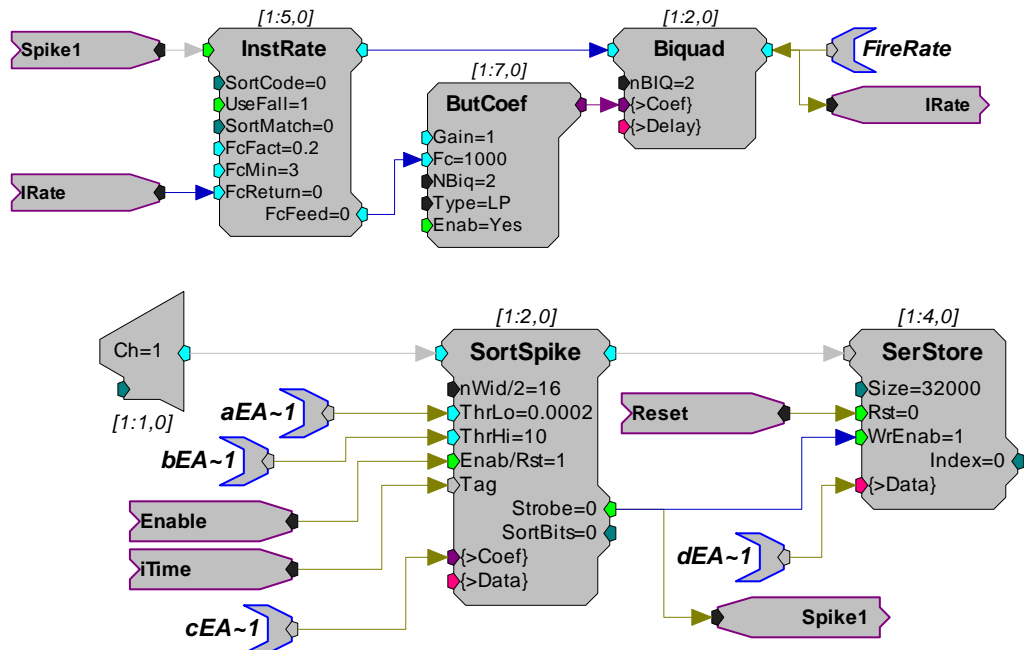 [1:5,0]
[1:2,0]
Spike1
InstRate
Biquad
FireRate
[1:7,0]
SortCode=0
nBIQ=2
UseFall=1
ButCoef
{>Coef}
IRate
SortMatch=0
{>Delay}
FcFact=0.2
Gain=1
FcMin=3
Fc=1000
IRate
FcReturn=0
NBiq=2
FcFeed=0
Type=LP
Enab=Yes
[1:2,0]
[1:4,0]
Ch=1
SortSpike
SerStore
[1:1,0]
nWid/2=16
Size=32000
aEA~1
ThrLo=0.0002
Reset
Rst=0
bEA~1
ThrHi=10
WrEnab=1
Enab/Rst=1
Index=0
Tag
{>Data}
Enable
Strobe=0
SortBits=0
iTime
{>Coef}
dEA~1
{>Data}
cEA~1
Spike1